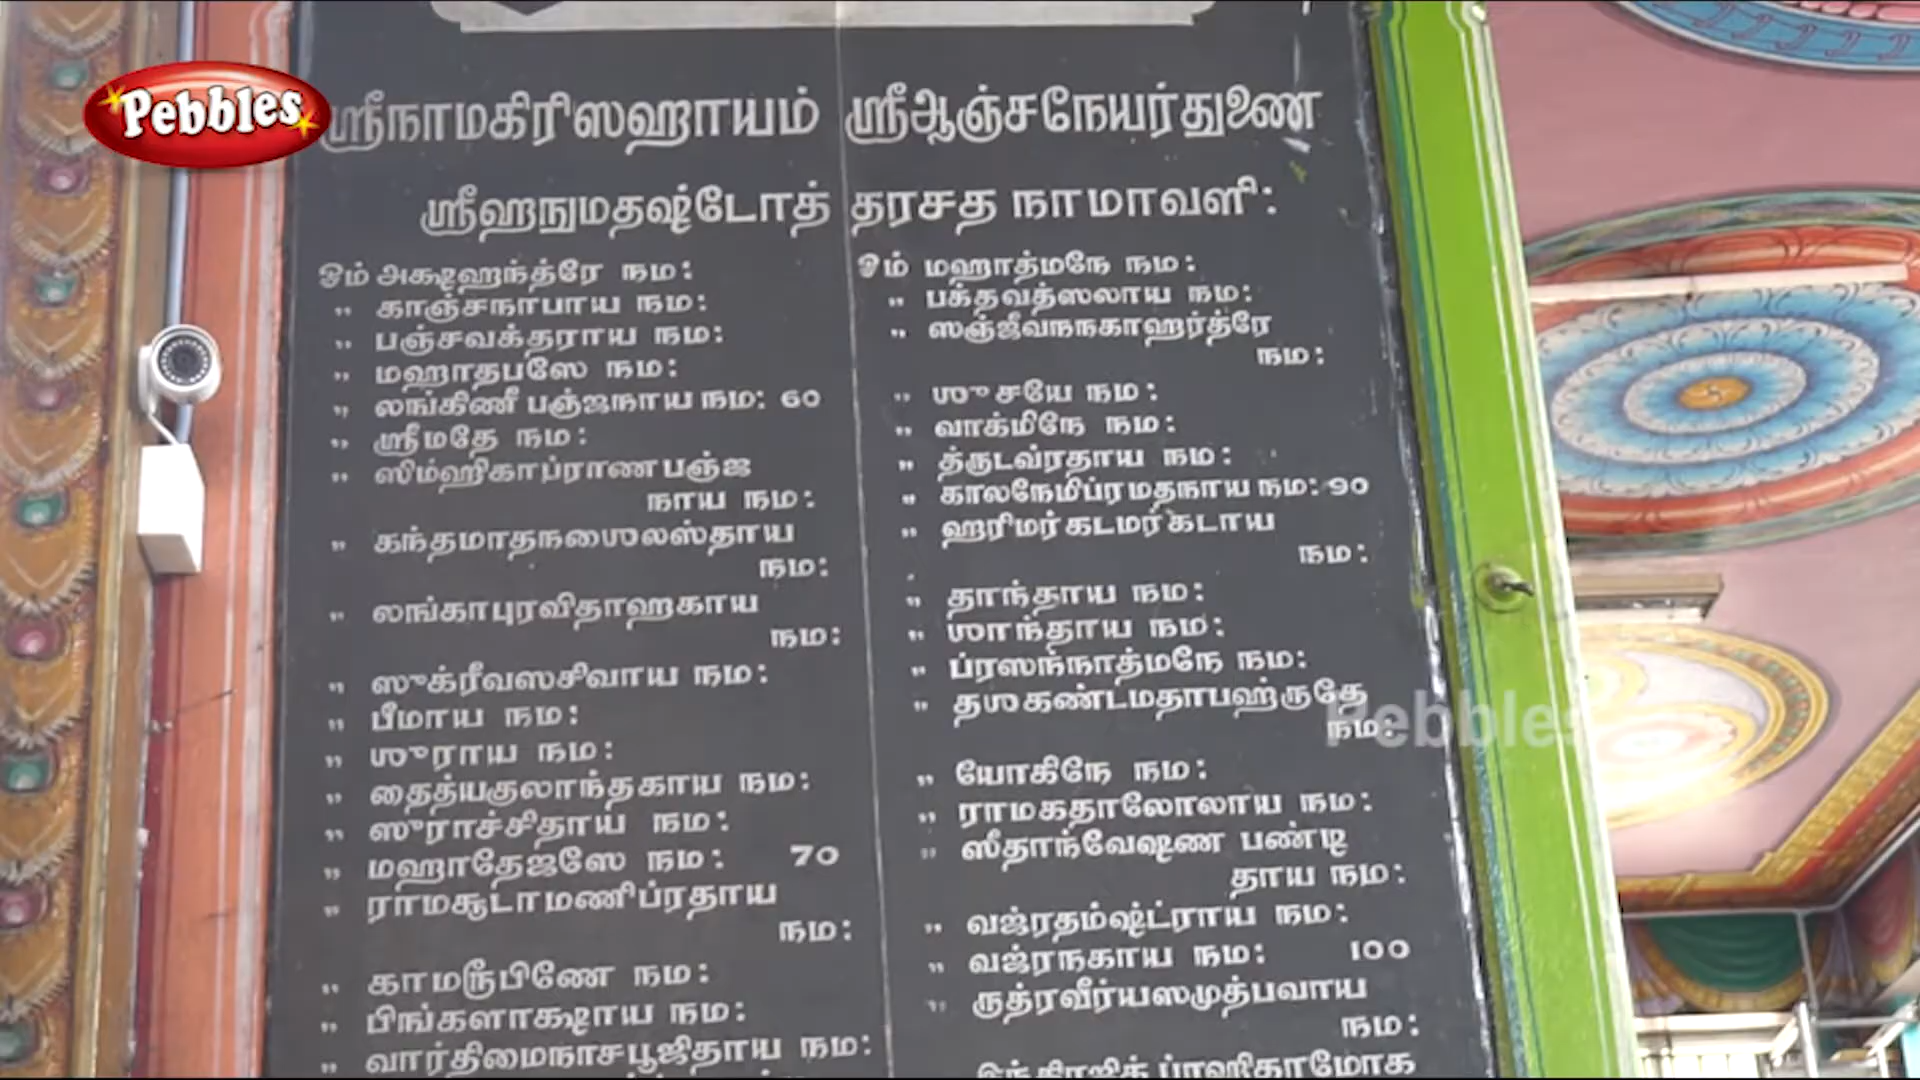 Pebbles
ஸ்ரீநாமகிரிஸஹாயம் ஸ்ரீஆஞ்சநேயர்துணை
ஸ்ரீஹநுமதஷ்டோத் தரசத நாமாவளி:
ஓம் அக்ஷஹந்த்ரே நம:
" காஞ்சநாபாய நம:
" பஞ்சவக்தராய நம:
" மஹாதபஸே நம:
" லங்கிணீ பஞ்ஜநாய நம: 60
" ஸ்ரீமதே நம:
" ஸிம்ஹிகாப்ராண பஞ்ஜ
நாய நம:
" கந்தமாதநஶைலஸ்தாய
நம:
" லங்காபுரவிதாஹகாய
நம:
" ஸுக்ரீவஸசிவாய நம:
" பீமாய நம:
" ஶுராய நம:
" தைத்யகுலாந்தகாய நம:
" ஸுராச்சிதாய நம:
" மஹாதேஜஸே நம: 70
" ராமசூடாமணிப்ரதாய
நம:
" காமரூபிணே நம:
" பிங்களாக்ஷாய நம:
" வார்திமைநாசபூஜிதாய நம:
ஓம் மஹாத்மநே நம:
" பக்தவத்ஸலாய நம:
" ஸஞ்ஜீவநநகாஹர்த்ரே
நம:
" ஶுசயே நம:
" வாக்மிநே நம:
" த்ருடவ்ரதாய நம:
" காலநேமிப்ரமதநாய நம: 90
" ஹரிமர்கடமர்கடாய
நம:
" தாந்தாய நம:
" ஶாந்தாய நம:
" ப்ரஸந்நாத்மநே நம:
" தஶகண்டமதாபஹ்ருதே
நம:
" யோகிநே நம:
" ராமகதாலோலாய நம:
" ஸீதாந்வேஷண பண்டி
தாய நம:
" வஜ்ரதம்ஷ்ட்ராய நம:
" வஜ்ரநகாய நம: 100
" ருத்ரவீர்யஸமுத்பவாய
நம:
Pebbles